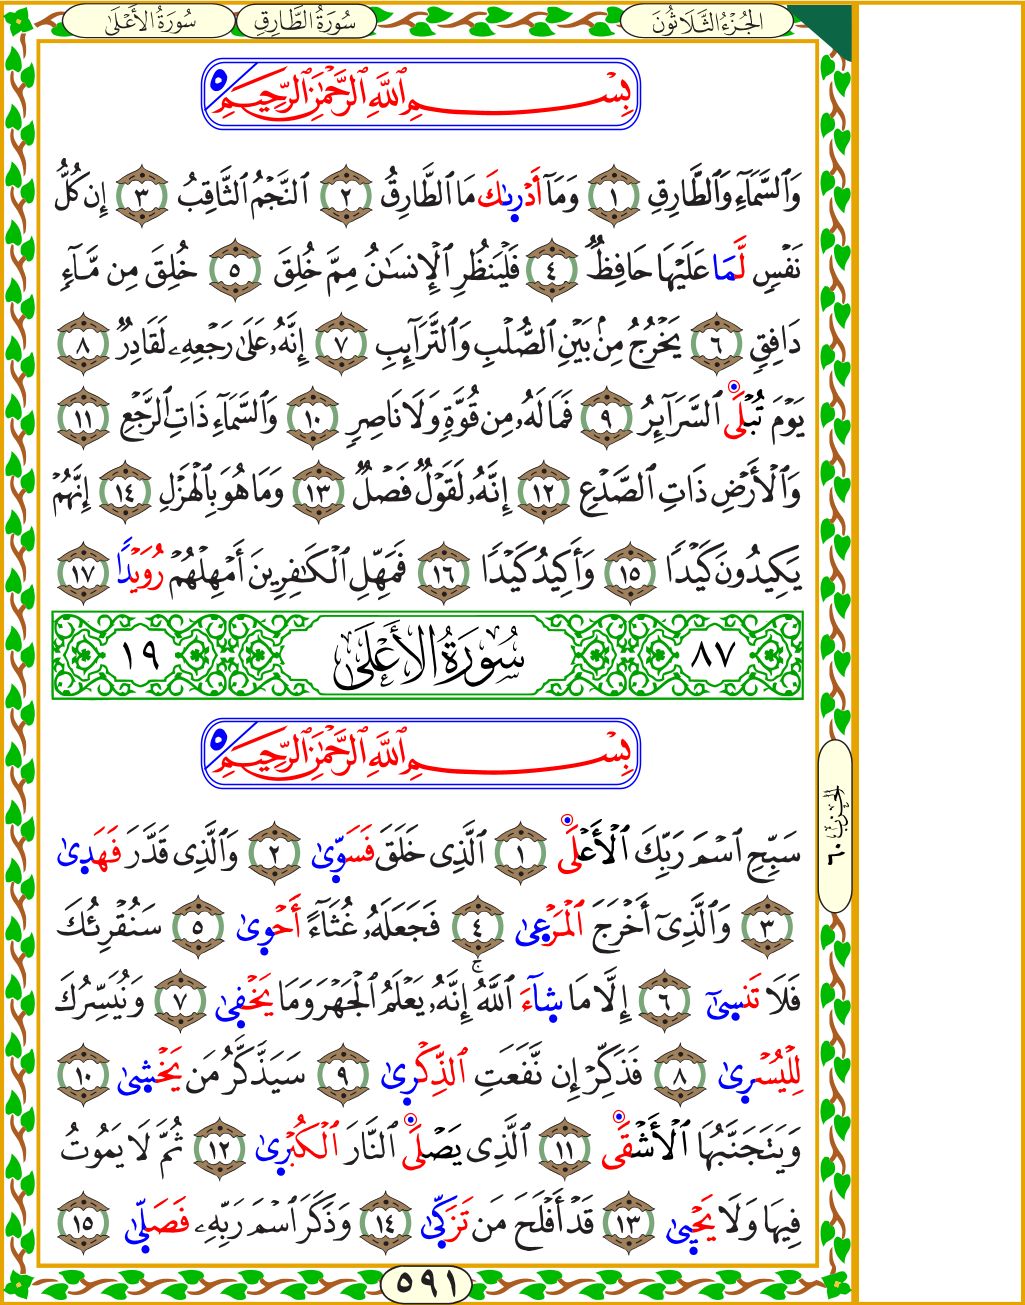 الجُزْءُ الثَّلَاثُونَ
سُورَةُ الطَّارِقِ
سُورَةُ الأَعْلَىٰ
بِسْمِ ٱللَّهِ ٱلرَّحْمَٰنِ ٱلرَّحِيمِ ٥
وَٱلسَّمَآءِ وَٱلطَّارِقِ ١ وَمَآ أَدْرَىٰكَ مَا ٱلطَّارِقُ ٢ ٱلنَّجْمُ ٱلثَّاقِبُ ٣ إِن كُلُّ
نَفْسٍ لَّمَا عَلَيْهَا حَافِظٌ ٤ فَلْيَنظُرِ ٱلْإِنسَٰنُ مِمَّ خُلِقَ ٥ خُلِقَ مِن مَّآءٍ
دَافِقٍ ٦ يَخْرُجُ مِنۢ بَيْنِ ٱلصُّلْبِ وَٱلتَّرَآئِبِ ٧ إِنَّهُۥ عَلَىٰ رَجْعِهِۦ لَقَادِرٌ ٨
يَوْمَ تُبْلَى ٱلسَّرَآئِرُ ٩ فَمَا لَهُۥ مِن قُوَّةٍ وَلَا نَاصِرٍ ١٠ وَٱلسَّمَآءِ ذَاتِ ٱلرَّجْعِ ١١
وَٱلْأَرْضِ ذَاتِ ٱلصَّدْعِ ١٢ إِنَّهُۥ لَقَوْلٌ فَصْلٌ ١٣ وَمَا هُوَ بِٱلْهَزْلِ ١٤ إِنَّهُمْ
يَكِيدُونَ كَيْدًا ١٥ وَأَكِيدُ كَيْدًا ١٦ فَمَهِّلِ ٱلْكَٰفِرِينَ أَمْهِلْهُمْ رُوَيْدًۢا ١٧
٨٧ سُورَةُ الأَعْلَىٰ ١٩
بِسْمِ ٱللَّهِ ٱلرَّحْمَٰنِ ٱلرَّحِيمِ ٥
سَبِّحِ ٱسْمَ رَبِّكَ ٱلْأَعْلَى ١ ٱلَّذِى خَلَقَ فَسَوَّىٰ ٢ وَٱلَّذِى قَدَّرَ فَهَدَىٰ
٣ وَٱلَّذِىٓ أَخْرَجَ ٱلْمَرْعَىٰ ٤ فَجَعَلَهُۥ غُثَآءً أَحْوَىٰ ٥ سَنُقْرِئُكَ
فَلَا تَنسَىٰٓ ٦ إِلَّا مَا شَآءَ ٱللَّهُ ۚ إِنَّهُۥ يَعْلَمُ ٱلْجَهْرَ وَمَا يَخْفَىٰ ٧ وَنُيَسِّرُكَ
لِلْيُسْرَىٰ ٨ فَذَكِّرْ إِن نَّفَعَتِ ٱلذِّكْرَىٰ ٩ سَيَذَّكَّرُ مَن يَخْشَىٰ ١٠
وَيَتَجَنَّبُهَا ٱلْأَشْقَى ١١ ٱلَّذِى يَصْلَى ٱلنَّارَ ٱلْكُبْرَىٰ ١٢ ثُمَّ لَا يَمُوتُ
فِيهَا وَلَا يَحْيَىٰ ١٣ قَدْ أَفْلَحَ مَن تَزَكَّىٰ ١٤ وَذَكَرَ ٱسْمَ رَبِّهِۦ فَصَلَّىٰ ١٥
الحزب ٦٠
٥٩١